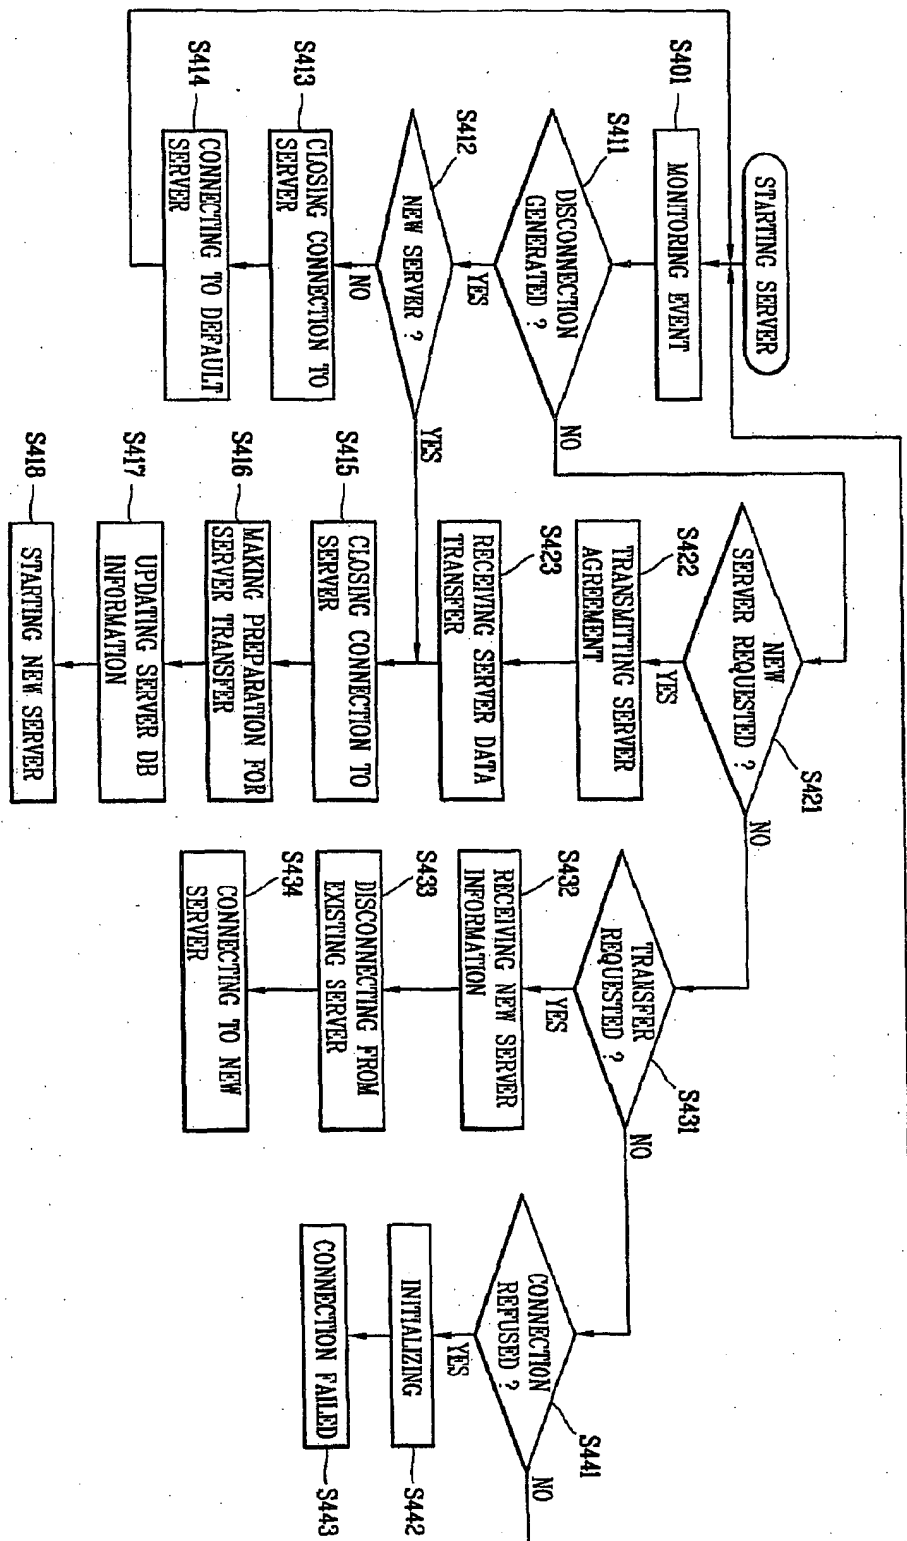 STARTING SERVER
S401
MONITORING EVENT
S411
DISCONNECTION
GENERATED ?
NO
YES
S412
NEW SERVER ?
YES
NO
S413
CLOSING CONNECTION TO
SERVER
S414
CONNECTING TO DEFAULT
SERVER
NEW
SERVER REQUESTED ?
S421
NO
YES
S422
TRANSMITTING SERVER
AGREEMENT
S423
RECEIVING SERVER DATA
TRANSFER
S415
CLOSING CONNECTION TO
SERVER
S416
MAKING PREPARATION FOR
SERVER TRANSFER
S417
UPDATING SERVER DB
INFORMATION
S418
STARTING NEW SERVER
TRANSFER
REQUESTED ?
S431
NO
YES
S432
RECEIVING NEW SERVER
INFORMATION
S433
DISCONNECTING FROM
EXISTING SERVER
S434
CONNECTING TO NEW
SERVER
CONNECTION
REFUSED ?
S441
NO
YES
INITIALIZING
S442
CONNECTION FAILED
S443